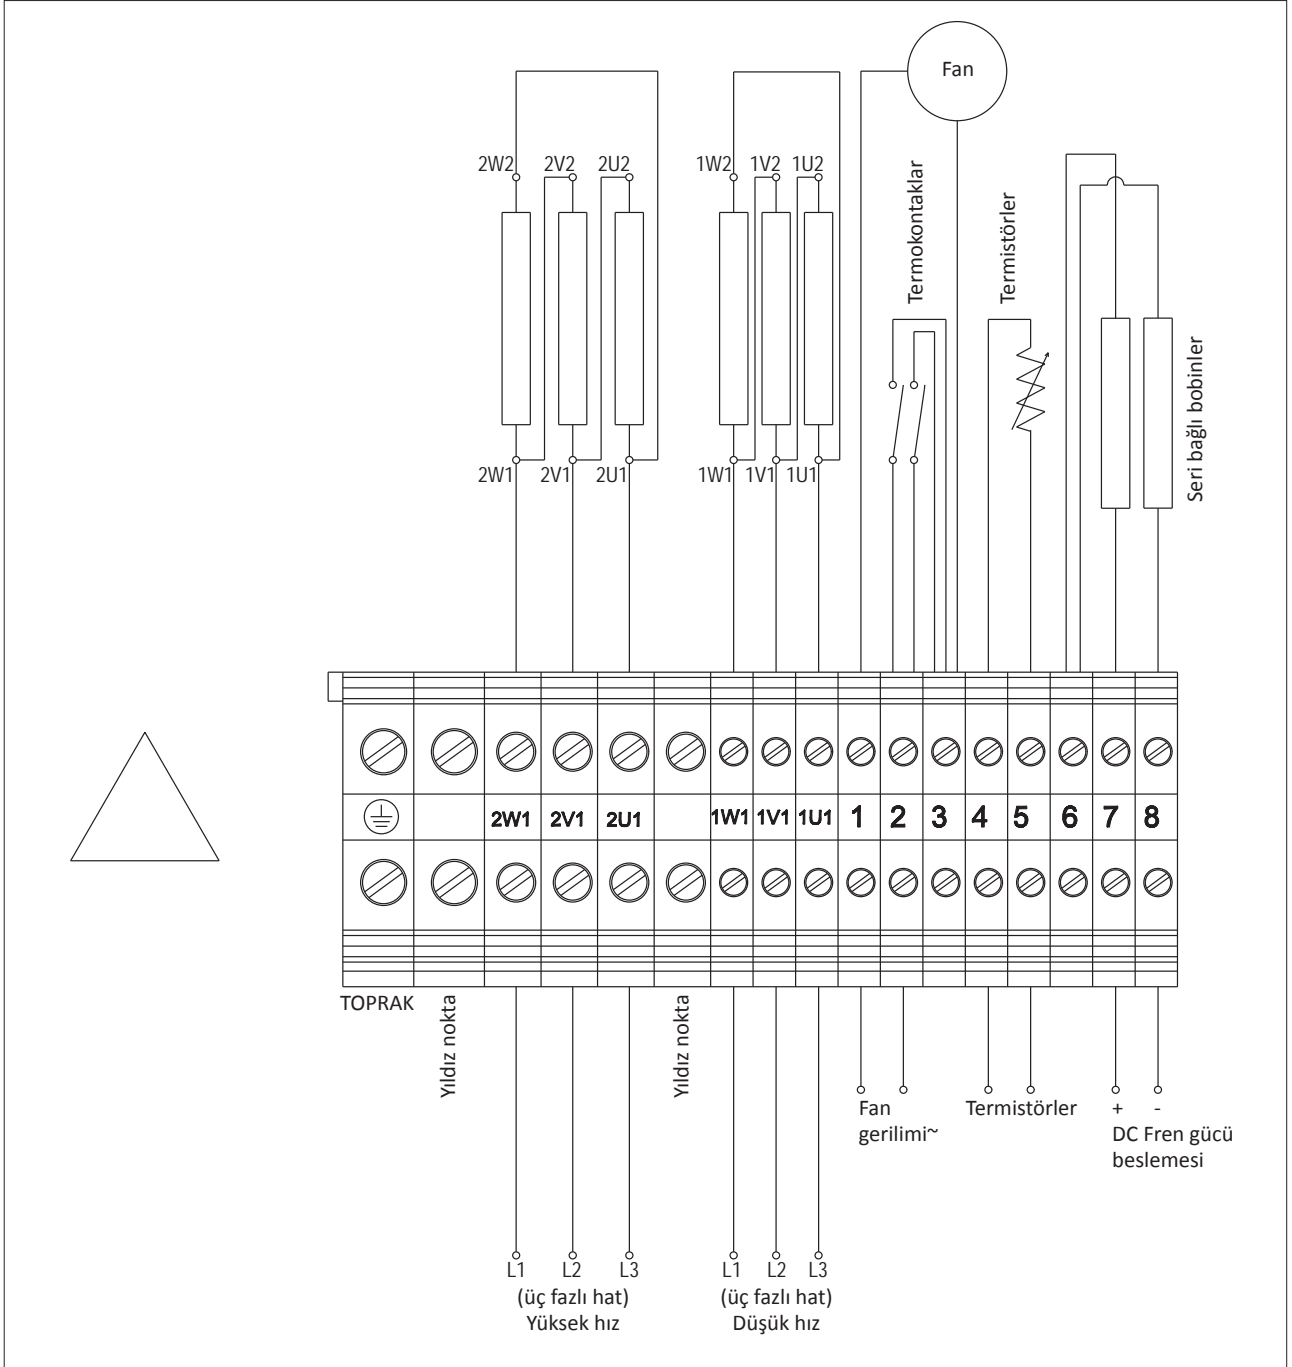 Fan
2W2 2V2 2U2 1W2 1V2 1U2
Termokontaklar
Termistörler
Seri bağlı bobinler
2W1 2V1 2U1 1W1 1V1 1U1
2W1 2V1 2U1 1W1 1V1 1U1 1 2 3 4 5 6 7 8
TOPRAK
Yıldız nokta
Yıldız nokta
Fan
gerilimi~
Termistörler
+ -
DC Fren gücü
beslemesi
L1 L2 L3
(üç fazlı hat)
Yüksek hız
L1 L2 L3
(üç fazlı hat)
Düşük hız